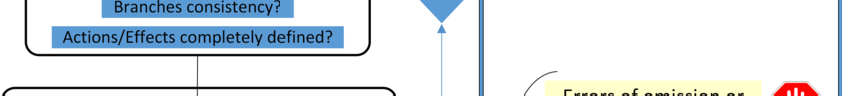 Branches consistency?
Actions/Effects completely defined?
Errors of omission or